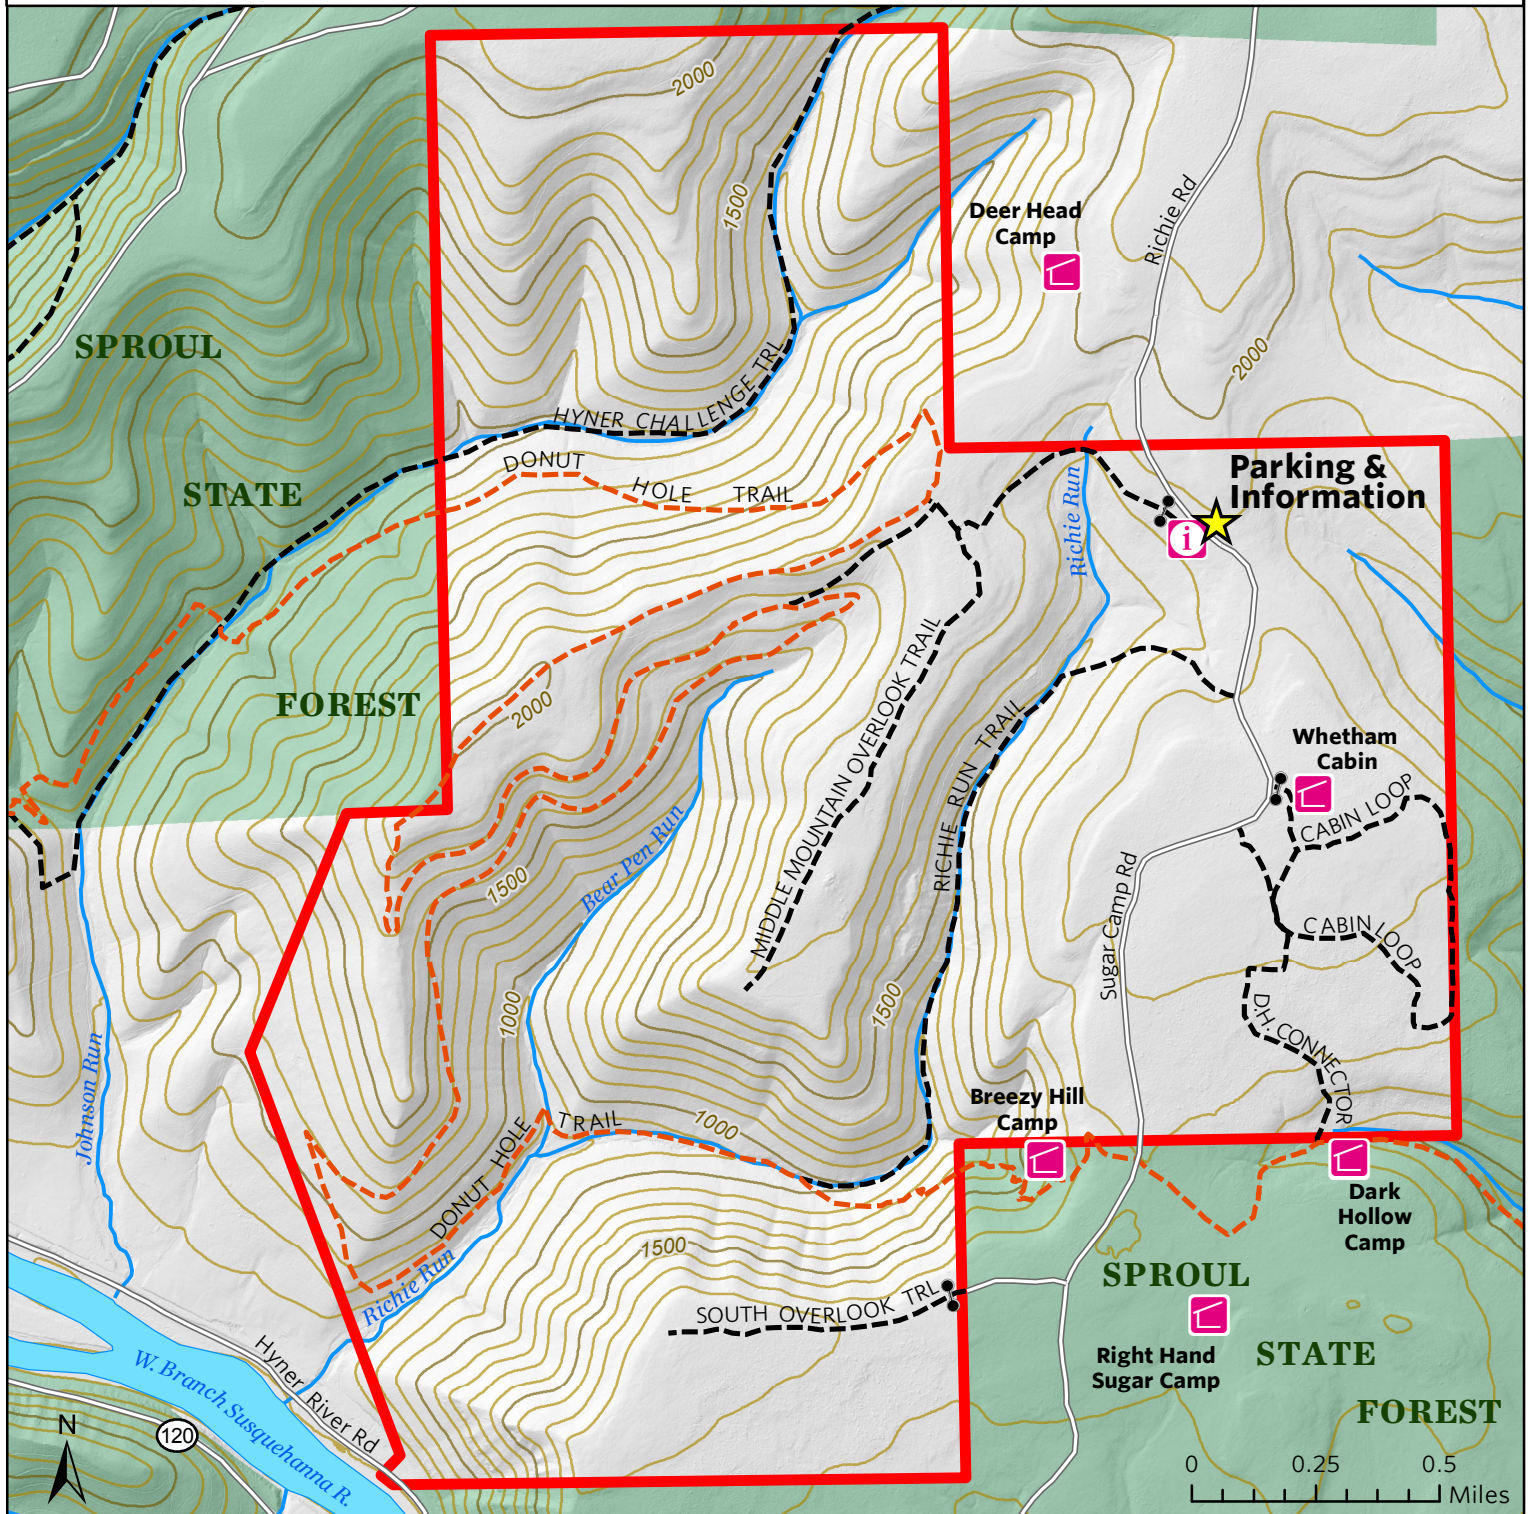 2000
1500
Deer Head
Camp
Richie Rd
2000
SPROUL
HYNER CHALLENGE TRL
DONUT
HOLE TRAIL
STATE
Richie Run
Parking &
Information
i
FOREST
2000
MIDDLE MOUNTAIN OVERLOOK TRAIL
RICHIE RUN TRAIL
Whetham
Cabin
CABIN LOOP
Bear Pen Run
1500
Sugar Camp Rd
CABIN LOOP
1000
1500
D.H. CONNECTOR
Johnson Run
Breezy Hill
Camp
DONUT HOLE TRAIL
1000
Dark
Hollow
Camp
1500
Richie Run
SOUTH OVERLOOK TRL
SPROUL
STATE
FOREST
Right Hand
Sugar Camp
Hyner River Rd
W. Branch Susquehanna R.
N
120
0 0.25 0.5
Miles